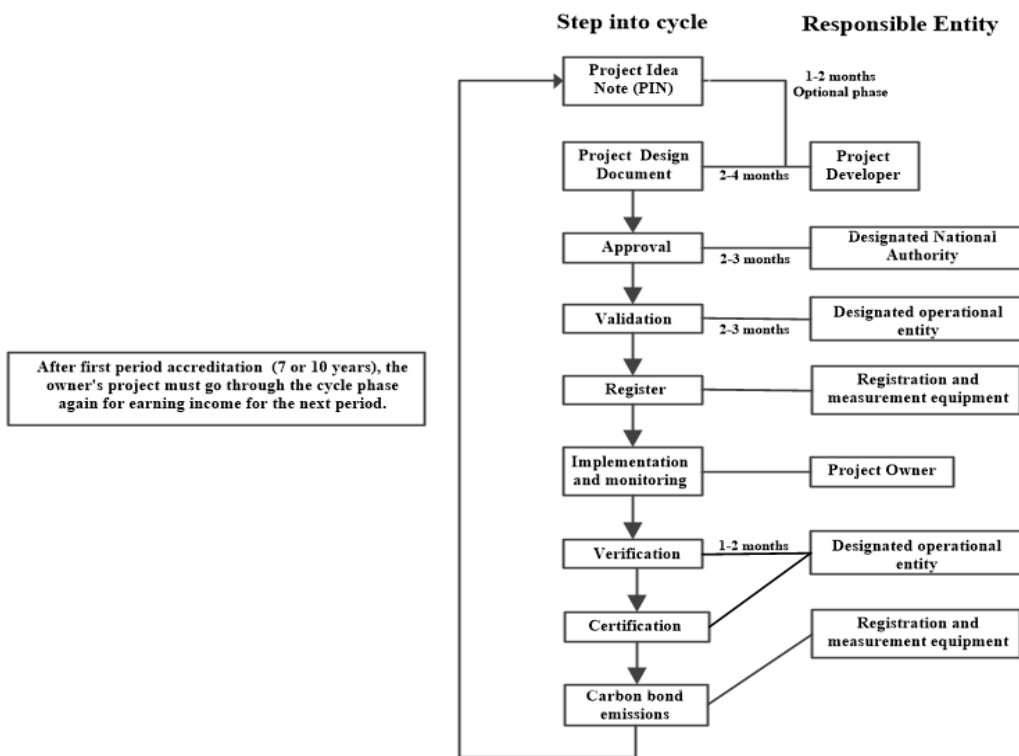 Step into cycle
Responsible Entity
Project Idea
Note (PIN)
1-2 months
Optional phase
Project Design
Document
2-4 months
Project
Developer
Approval
2-3 months
Designated National
Authority
Validation
2-3 months
Designated operational
entity
After first period accreditation (7 or 10 years), the
owner's project must go through the cycle phase
again for earning income for the next period.
Register
Registration and
measurement equipment
Implementation
and monitoring
Project Owner
Verification
1-2 months
Designated operational
entity
Certification
Registration and
measurement equipment
Carbon bond
emissions